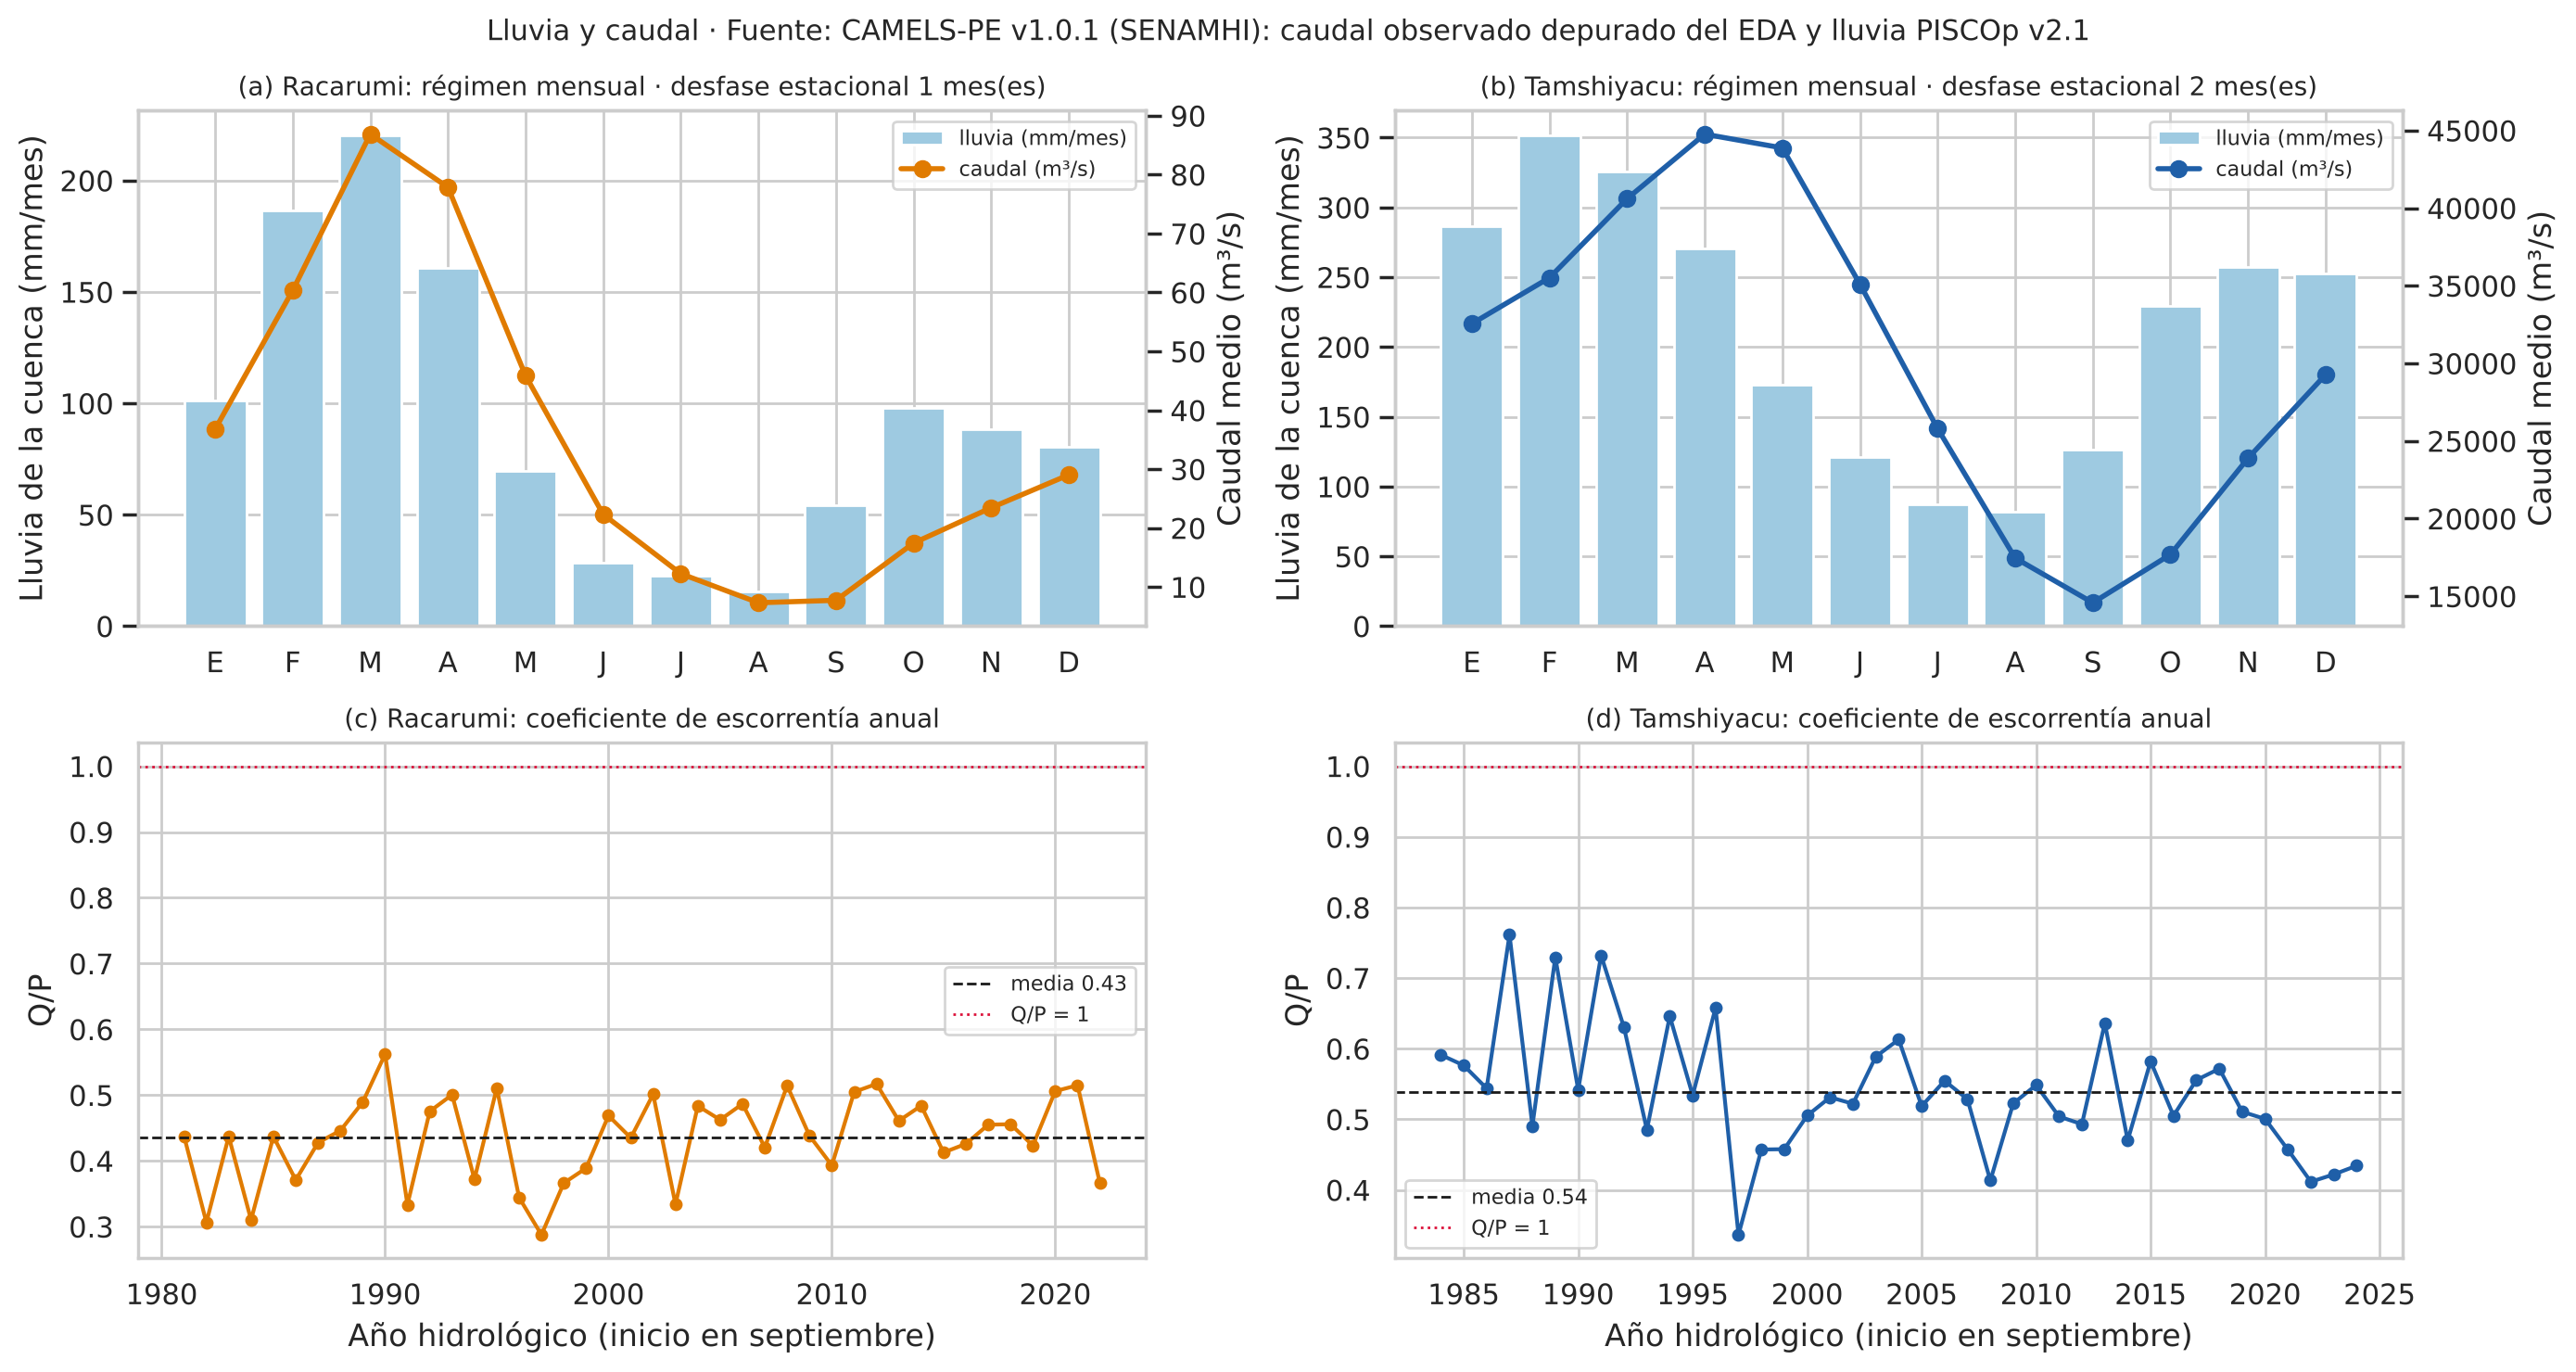 Lluvia y caudal · Fuente: CAMELS-PE v1.0.1 (SENAMHI): caudal observado depurado del EDA y lluvia PISCOp v2.1
(a) Racarumi: régimen mensual · desfase estacional 1 mes(es)
Lluvia de la cuenca (mm/mes)
200
150
100
50
0
90
80
70
60
50
40
30
20
10
Caudal medio (m³/s)
lluvia (mm/mes)
caudal (m³/s)
E F M A M J J A S O N D
(b) Tamshiyacu: régimen mensual · desfase estacional 2 mes(es)
Lluvia de la cuenca (mm/mes)
350
300
250
200
150
100
50
0
45000
40000
35000
30000
25000
20000
15000
Caudal medio (m³/s)
lluvia (mm/mes)
caudal (m³/s)
E F M A M J J A S O N D
(c) Racarumi: coeficiente de escorrentía anual
Q/P
1.0
0.9
0.8
0.7
0.6
0.5
0.4
0.3
media 0.43
Q/P = 1
1980 1990 2000 2010 2020
Año hidrológico (inicio en septiembre)
(d) Tamshiyacu: coeficiente de escorrentía anual
Q/P
1.0
0.9
0.8
0.7
0.6
0.5
0.4
media 0.54
Q/P = 1
1985 1990 1995 2000 2005 2010 2015 2020 2025
Año hidrológico (inicio en septiembre)